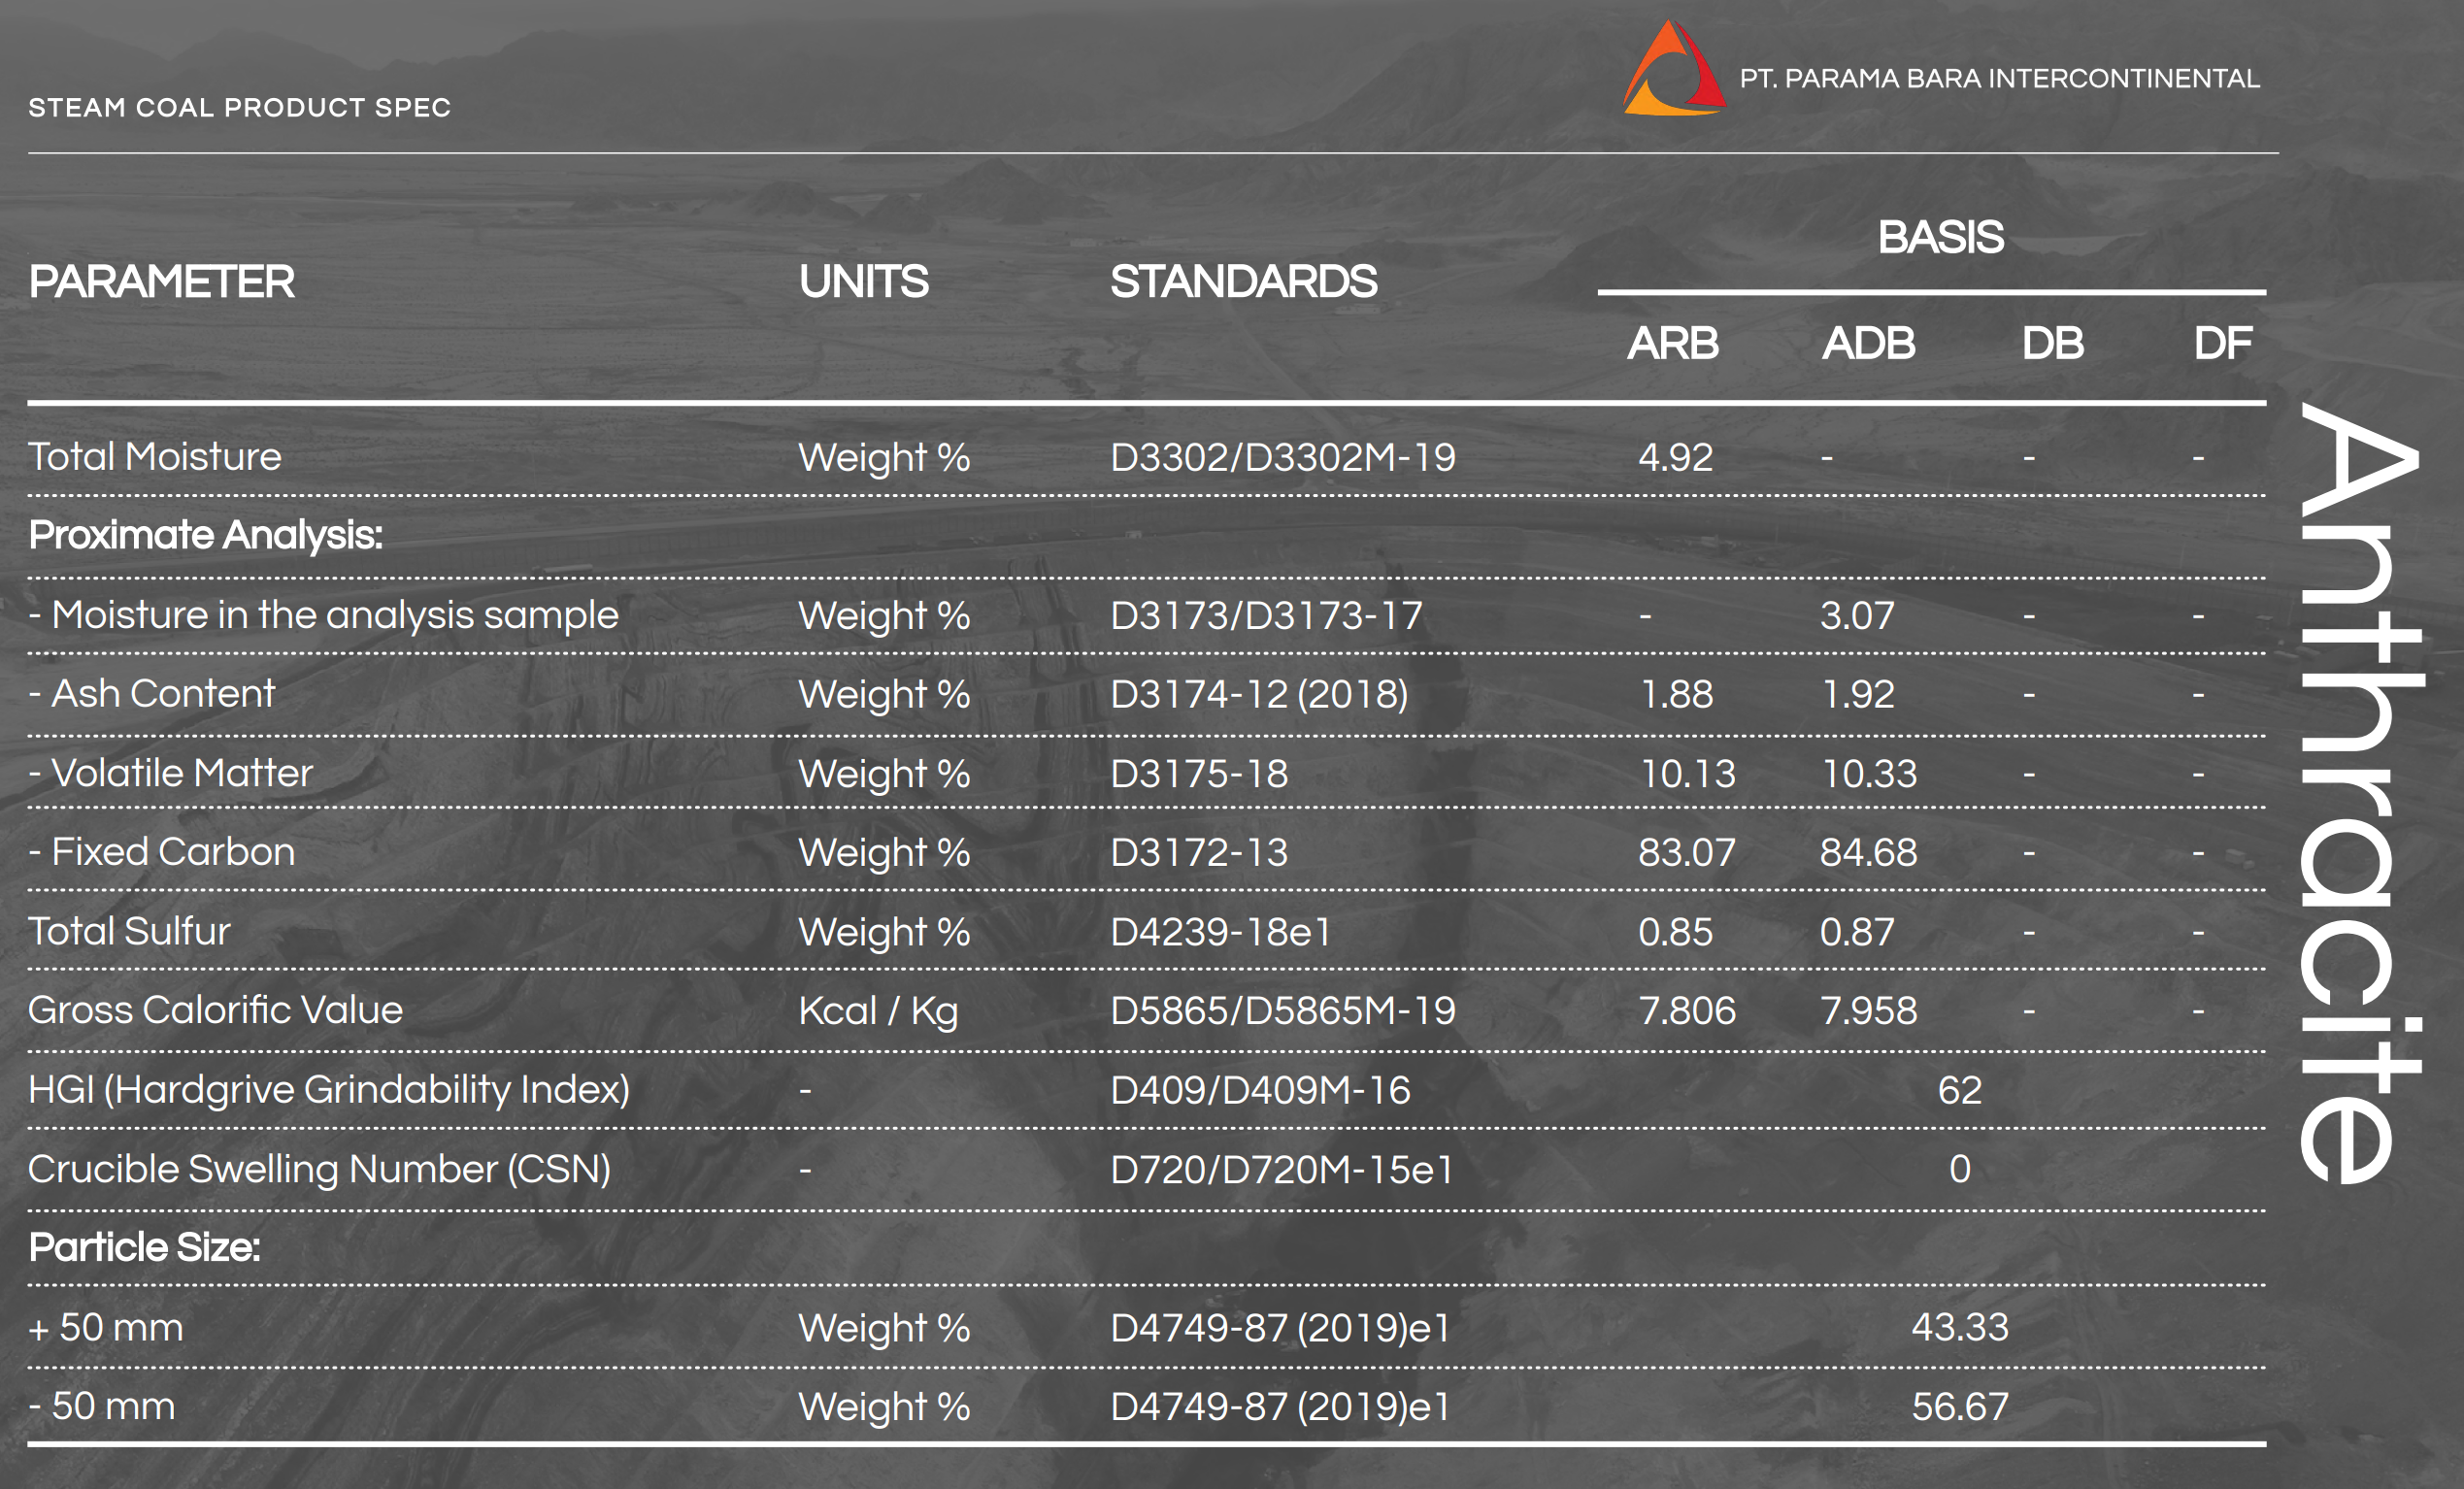 STEAM COAL PRODUCT SPEC
PT. PARAMA BARA INTERCONTINENTAL
PARAMETER UNITS STANDARDS BASIS
ARB ADB DB DF
Total Moisture Weight % D3302/D3302M-19 4.92 - - -
Proximate Analysis:
- Moisture in the analysis sample Weight % D3173/D3173-17 - 3.07 - -
- Ash Content Weight % D3174-12 (2018) 1.88 1.92 - -
- Volatile Matter Weight % D3175-18 10.13 10.33 - -
- Fixed Carbon Weight % D3172-13 83.07 84.68 - -
Total Sulfur Weight % D4239-18e1 0.85 0.87 - -
Gross Calorific Value Kcal / Kg D5865/D5865M-19 7.806 7.958 - -
HGI (Hardgrive Grindability Index) - D409/D409M-16 62
Crucible Swelling Number (CSN) - D720/D720M-15e1 0
Particle Size:
+ 50 mm Weight % D4749-87 (2019)e1 43.33
- 50 mm Weight % D4749-87 (2019)e1 56.67
Anthracite